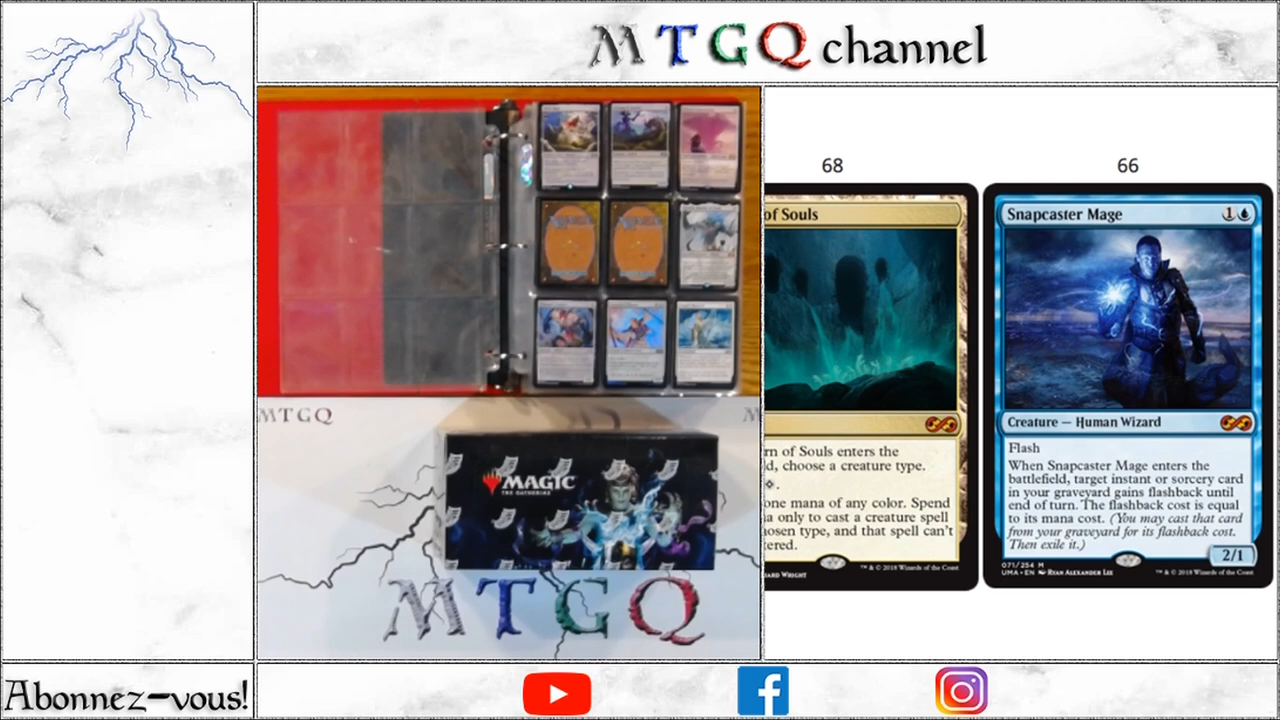 MTGQ channel
68
66
of Souls
rn of Souls enters the
d, choose a creature type.
one mana of any color. Spend
a only to cast a creature spell
osen type, and that spell can't
tered.
ARD WRIGHT
™ & © 2018 Wizards of the Coast
Snapcaster Mage
1
Creature — Human Wizard
Flash
When Snapcaster Mage enters the
battlefield, target instant or sorcery card
in your graveyard gains flashback until
end of turn. The flashback cost is equal
to its mana cost. (You may cast that card
from your graveyard for its flashback cost.
Then exile it.)
2/1
071/254 M
UMA • EN Ryan Alexander Lee
™ & © 2018 Wizards of the Coast
MTGQ
M
MAGIC
THE GATHERING
MTGQ
Abonnez-vous!